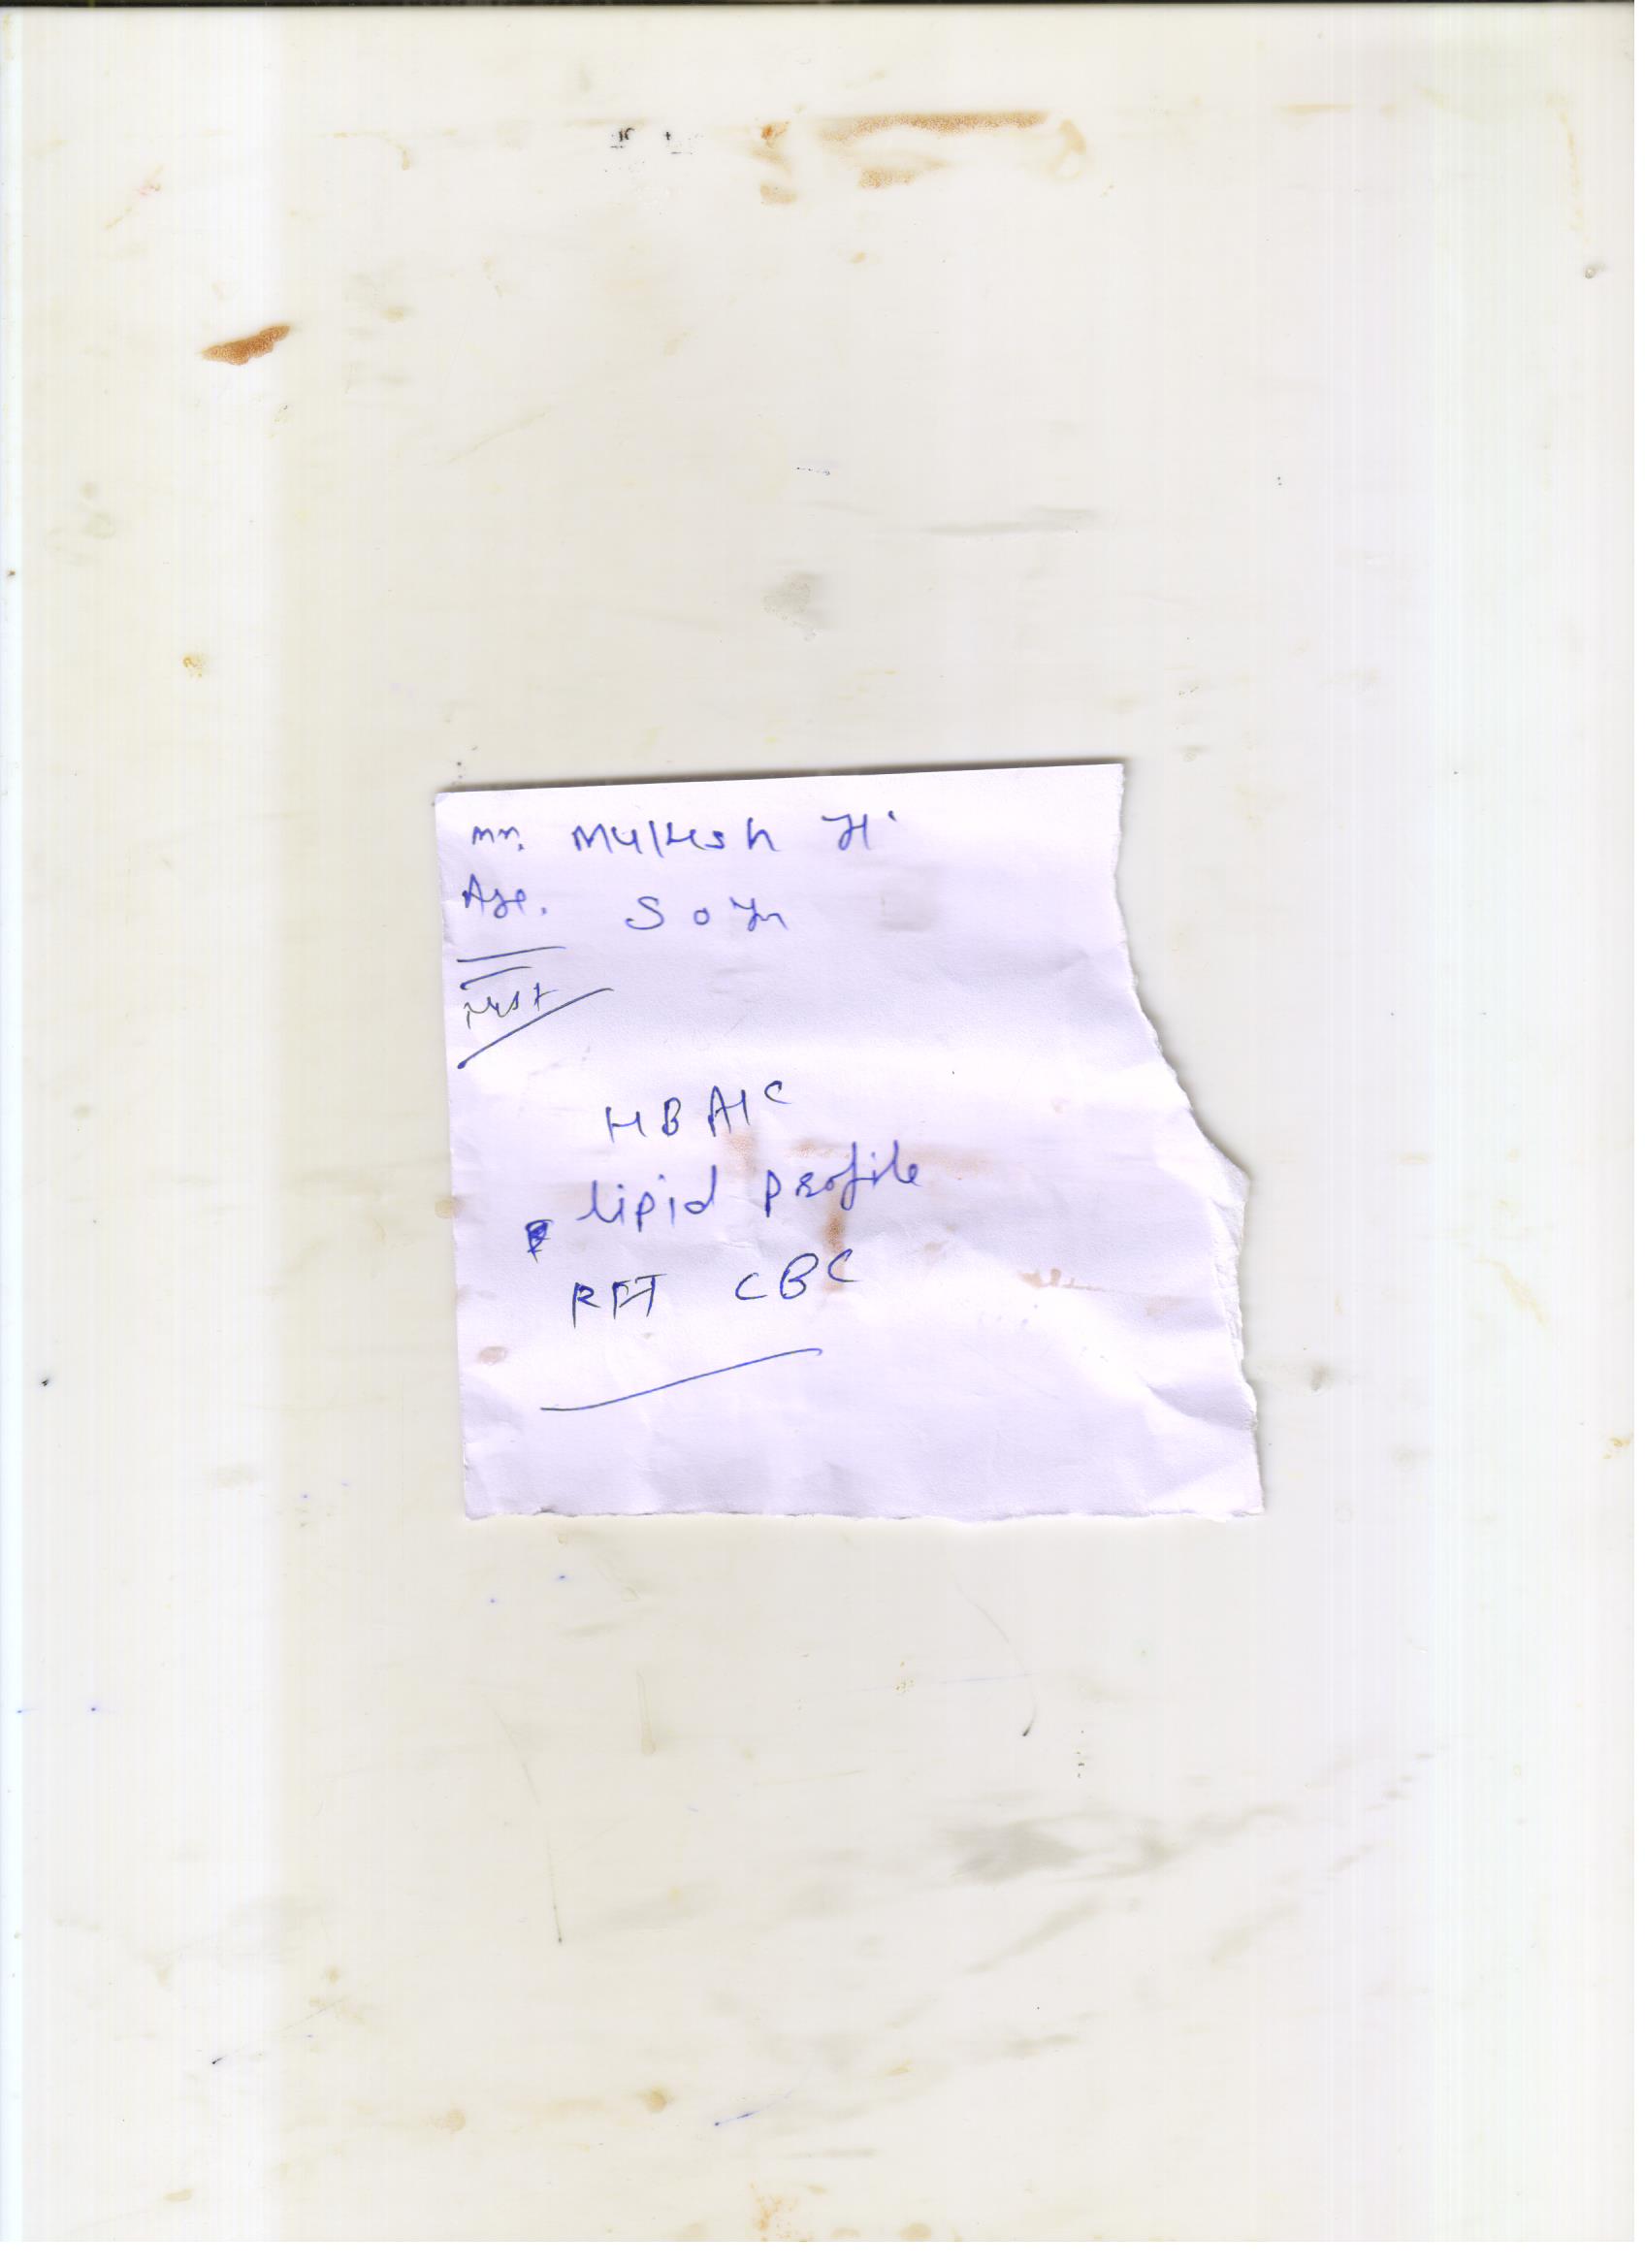 Mr. Mukesh Ji
Age. 50 Yr
Test
HBA1C
lipid profile
RFT CBC